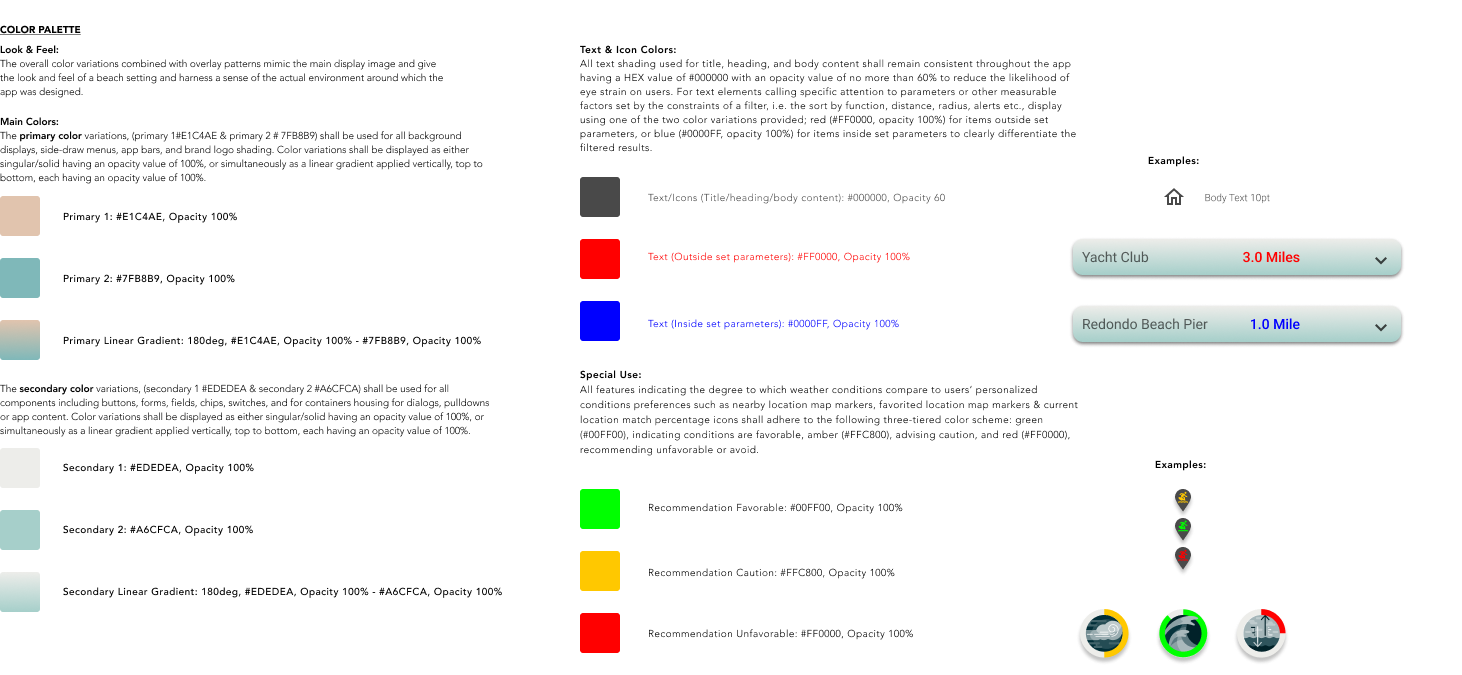 COLOR PALETTE
Look & Feel:
The overall color variations combined with overlay patterns mimic the main display image and give
the look and feel of a beach setting and harness a sense of the actual environment around which the
app was designed.
Main Colors:
The primary color variations, (primary 1#E1C4AE & primary 2 # 7FB8B9) shall be used for all background
displays, side-draw menus, app bars, and brand logo shading. Color variations shall be displayed as either
singular/solid having an opacity value of 100%, or simultaneously as a linear gradient applied vertically, top to
bottom, each having an opacity value of 100%.
Primary 1: #E1C4AE, Opacity 100%
Primary 2: #7FB8B9, Opacity 100%
Primary Linear Gradient: 180deg, #E1C4AE, Opacity 100% - #7FB8B9, Opacity 100%
The secondary color variations, (secondary 1 #EDEDEA & secondary 2 #A6CFCA) shall be used for all
components including buttons, forms, fields, chips, switches, and for containers housing for dialogs, pulldowns
or app content. Color variations shall be displayed as either singular/solid having an opacity value of 100%, or
simultaneously as a linear gradient applied vertically, top to bottom, each having an opacity value of 100%.
Secondary 1: #EDEDEA, Opacity 100%
Secondary 2: #A6CFCA, Opacity 100%
Secondary Linear Gradient: 180deg, #EDEDEA, Opacity 100% - #A6CFCA, Opacity 100%
Text & Icon Colors:
All text shading used for title, heading, and body content shall remain consistent throughout the app
having a HEX value of #000000 with an opacity value of no more than 60% to reduce the likelihood of
eye strain on users. For text elements calling specific attention to parameters or other measurable
factors set by the constraints of a filter, i.e. the sort by function, distance, radius, alerts etc., display
using one of the two color variations provided; red (#FF0000, opacity 100%) for items outside set
parameters, or blue (#0000FF, opacity 100%) for items inside set parameters to clearly differentiate the
filtered results.
Examples:
Text/Icons (Title/heading/body content): #000000, Opacity 60
Body Text 10pt
Text (Outside set parameters): #FF0000, Opacity 100%
Yacht Club 3.0 Miles
Text (Inside set parameters): #0000FF, Opacity 100%
Redondo Beach Pier 1.0 Mile
Special Use:
All features indicating the degree to which weather conditions compare to users' personalized
conditions preferences such as nearby location map markers, favorited location map markers & current
location match percentage icons shall adhere to the following three-tiered color scheme: green
(#00FF00), indicating conditions are favorable, amber (#FFC800), advising caution, and red (#FF0000),
recommending unfavorable or avoid.
Examples:
Recommendation Favorable: #00FF00, Opacity 100%
Recommendation Caution: #FFC800, Opacity 100%
Recommendation Unfavorable: #FF0000, Opacity 100%